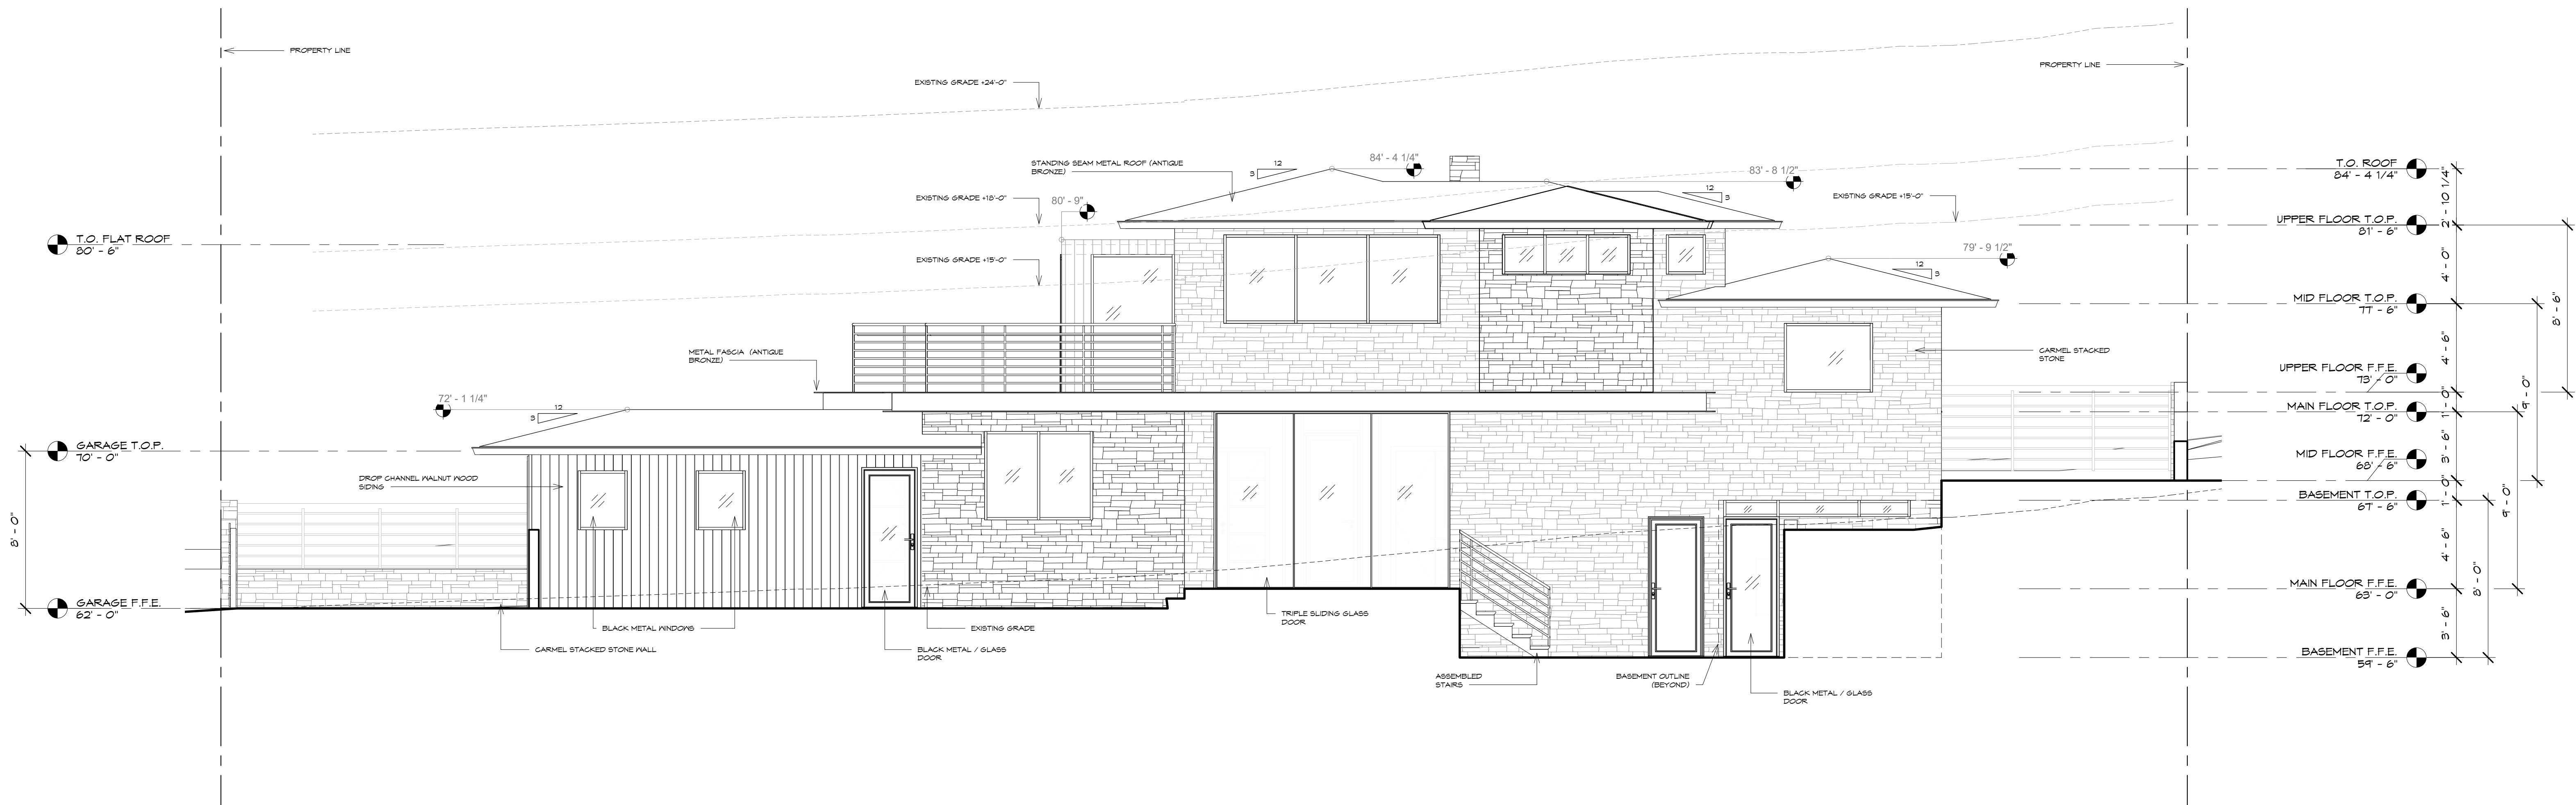 PROPERTY LINE
PROPERTY LINE
EXISTING GRADE +24'-0"
STANDING SEAM METAL ROOF (ANTIQUE
BRONZE)
12
3
84' - 4 1/4"
83' - 8 1/2"
12
3
EXISTING GRADE +18'-0"
80' - 9"
EXISTING GRADE +15'-0"
T.O. ROOF
84' - 4 1/4"
2' - 10 1/4"
UPPER FLOOR T.O.P.
81' - 6"
T.O. FLAT ROOF
80' - 6"
EXISTING GRADE +15'-0"
79' - 9 1/2"
12
3
4' - 0"
MID FLOOR T.O.P.
77' - 6"
8' - 6"
METAL FASCIA (ANTIQUE
BRONZE)
CARMEL STACKED
STONE
4' - 6"
UPPER FLOOR F.F.E.
73' - 0"
1' - 0"
9' - 0"
72' - 1 1/4"
12
3
MAIN FLOOR T.O.P.
72' - 0"
GARAGE T.O.P.
70' - 0"
3' - 6"
MID FLOOR F.F.E.
68' - 6"
DROP CHANNEL WALNUT WOOD
SIDING
1' - 0"
BASEMENT T.O.P.
67' - 6"
9' - 0"
8' - 0"
4' - 6"
8' - 0"
MAIN FLOOR F.F.E.
63' - 0"
GARAGE F.F.E.
62' - 0"
TRIPLE SLIDING GLASS
DOOR
BLACK METAL WINDOWS
EXISTING GRADE
3' - 6"
CARMEL STACKED STONE WALL
BLACK METAL / GLASS
DOOR
BASEMENT F.F.E.
59' - 6"
ASSEMBLED
STAIRS
BASEMENT OUTLINE
(BEYOND)
BLACK METAL / GLASS
DOOR